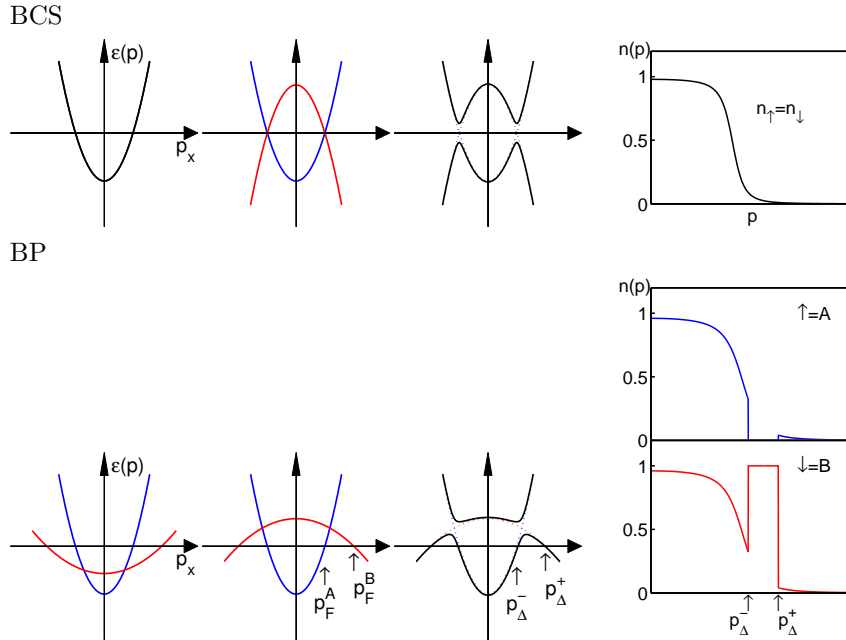 BCS
ε(p)
p_x
n(p)
1
0.5
0
n↑=n↓
p
BP
n(p)
1
0.5
0
↑=A
ε(p)
p_x
↑
p_F^A
↑
p_F^B
↑
p_Δ^-
↑
p_Δ^+
1
0.5
0
↓=B
p_Δ^- ↑
↑ p_Δ^+